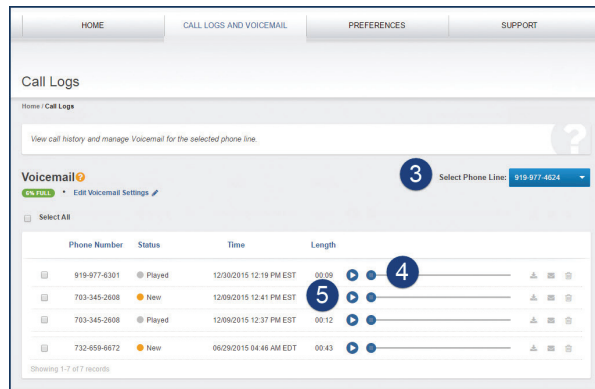 HOME CALL LOGS AND VOICEMAIL PREFERENCES SUPPORT
Call Logs
Home / Call Logs
View call history and manage Voicemail for the selected phone line.
?
Voicemail? 3 Select Phone Line: 919-977-4624
6% FULL • Edit Voicemail Settings
Select All
Phone Number Status Time Length
919-977-6301 Played 12/30/2015 12:19 PM EST 00:09 4
703-345-2608 New 12/09/2015 12:41 PM EST 5
703-345-2608 Played 12/09/2015 12:37 PM EST 00:12
732-659-6672 New 06/29/2015 04:46 AM EDT 00:43
Showing 1-7 of 7 records